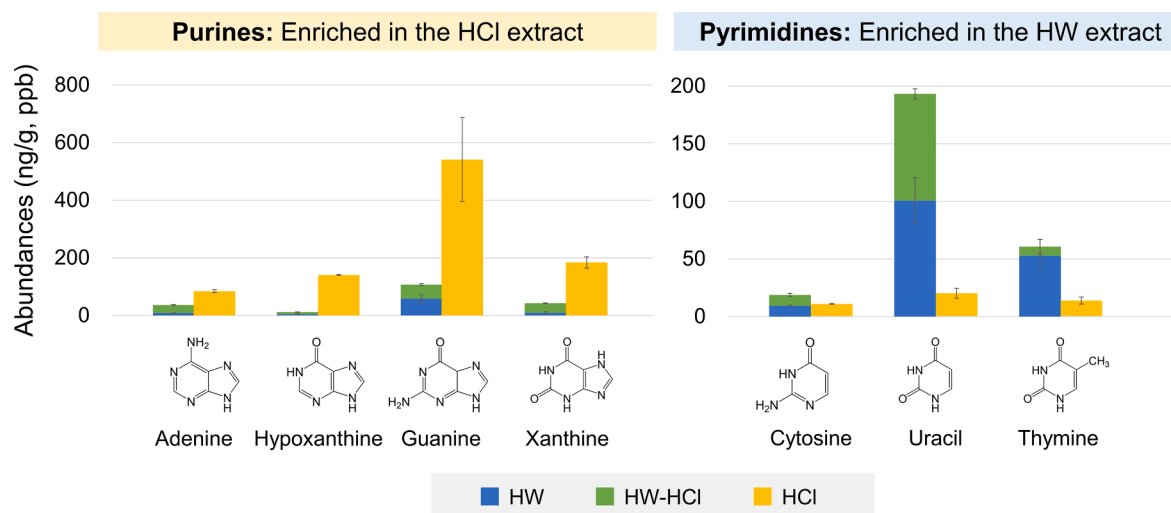 Purines: Enriched in the HCl extract
Pyrimidines: Enriched in the HW extract
Abundances (ng/g, ppb)
800
600
400
200
0
200
150
100
50
0
NH₂
N
N
N
N
H
O
HN
N
N
N
H
O
N
N
H₂N
N
N
H
O
H
N
HN
O
N
H
N
O
HN
H₂N
N
O
HN
O
N
H
O
CH₃
HN
O
N
H
Adenine Hypoxanthine Guanine Xanthine
Cytosine Uracil Thymine
HW HW-HCl HCl